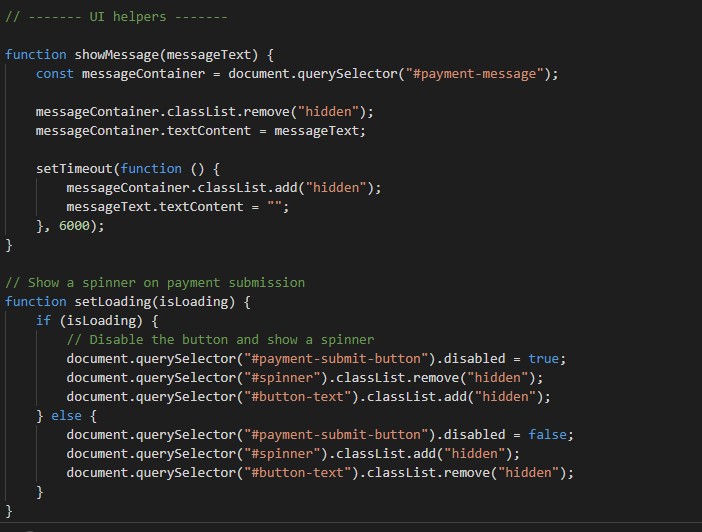 // ------- UI helpers -------

function showMessage(messageText) {
    const messageContainer = document.querySelector("#payment-message");

    messageContainer.classList.remove("hidden");
    messageContainer.textContent = messageText;

    setTimeout(function () {
        messageContainer.classList.add("hidden");
        messageText.textContent = "";
    }, 6000);
}

// Show a spinner on payment submission
function setLoading(isLoading) {
    if (isLoading) {
        // Disable the button and show a spinner
        document.querySelector("#payment-submit-button").disabled = true;
        document.querySelector("#spinner").classList.remove("hidden");
        document.querySelector("#button-text").classList.add("hidden");
    } else {
        document.querySelector("#payment-submit-button").disabled = false;
        document.querySelector("#spinner").classList.add("hidden");
        document.querySelector("#button-text").classList.remove("hidden");
    }
}